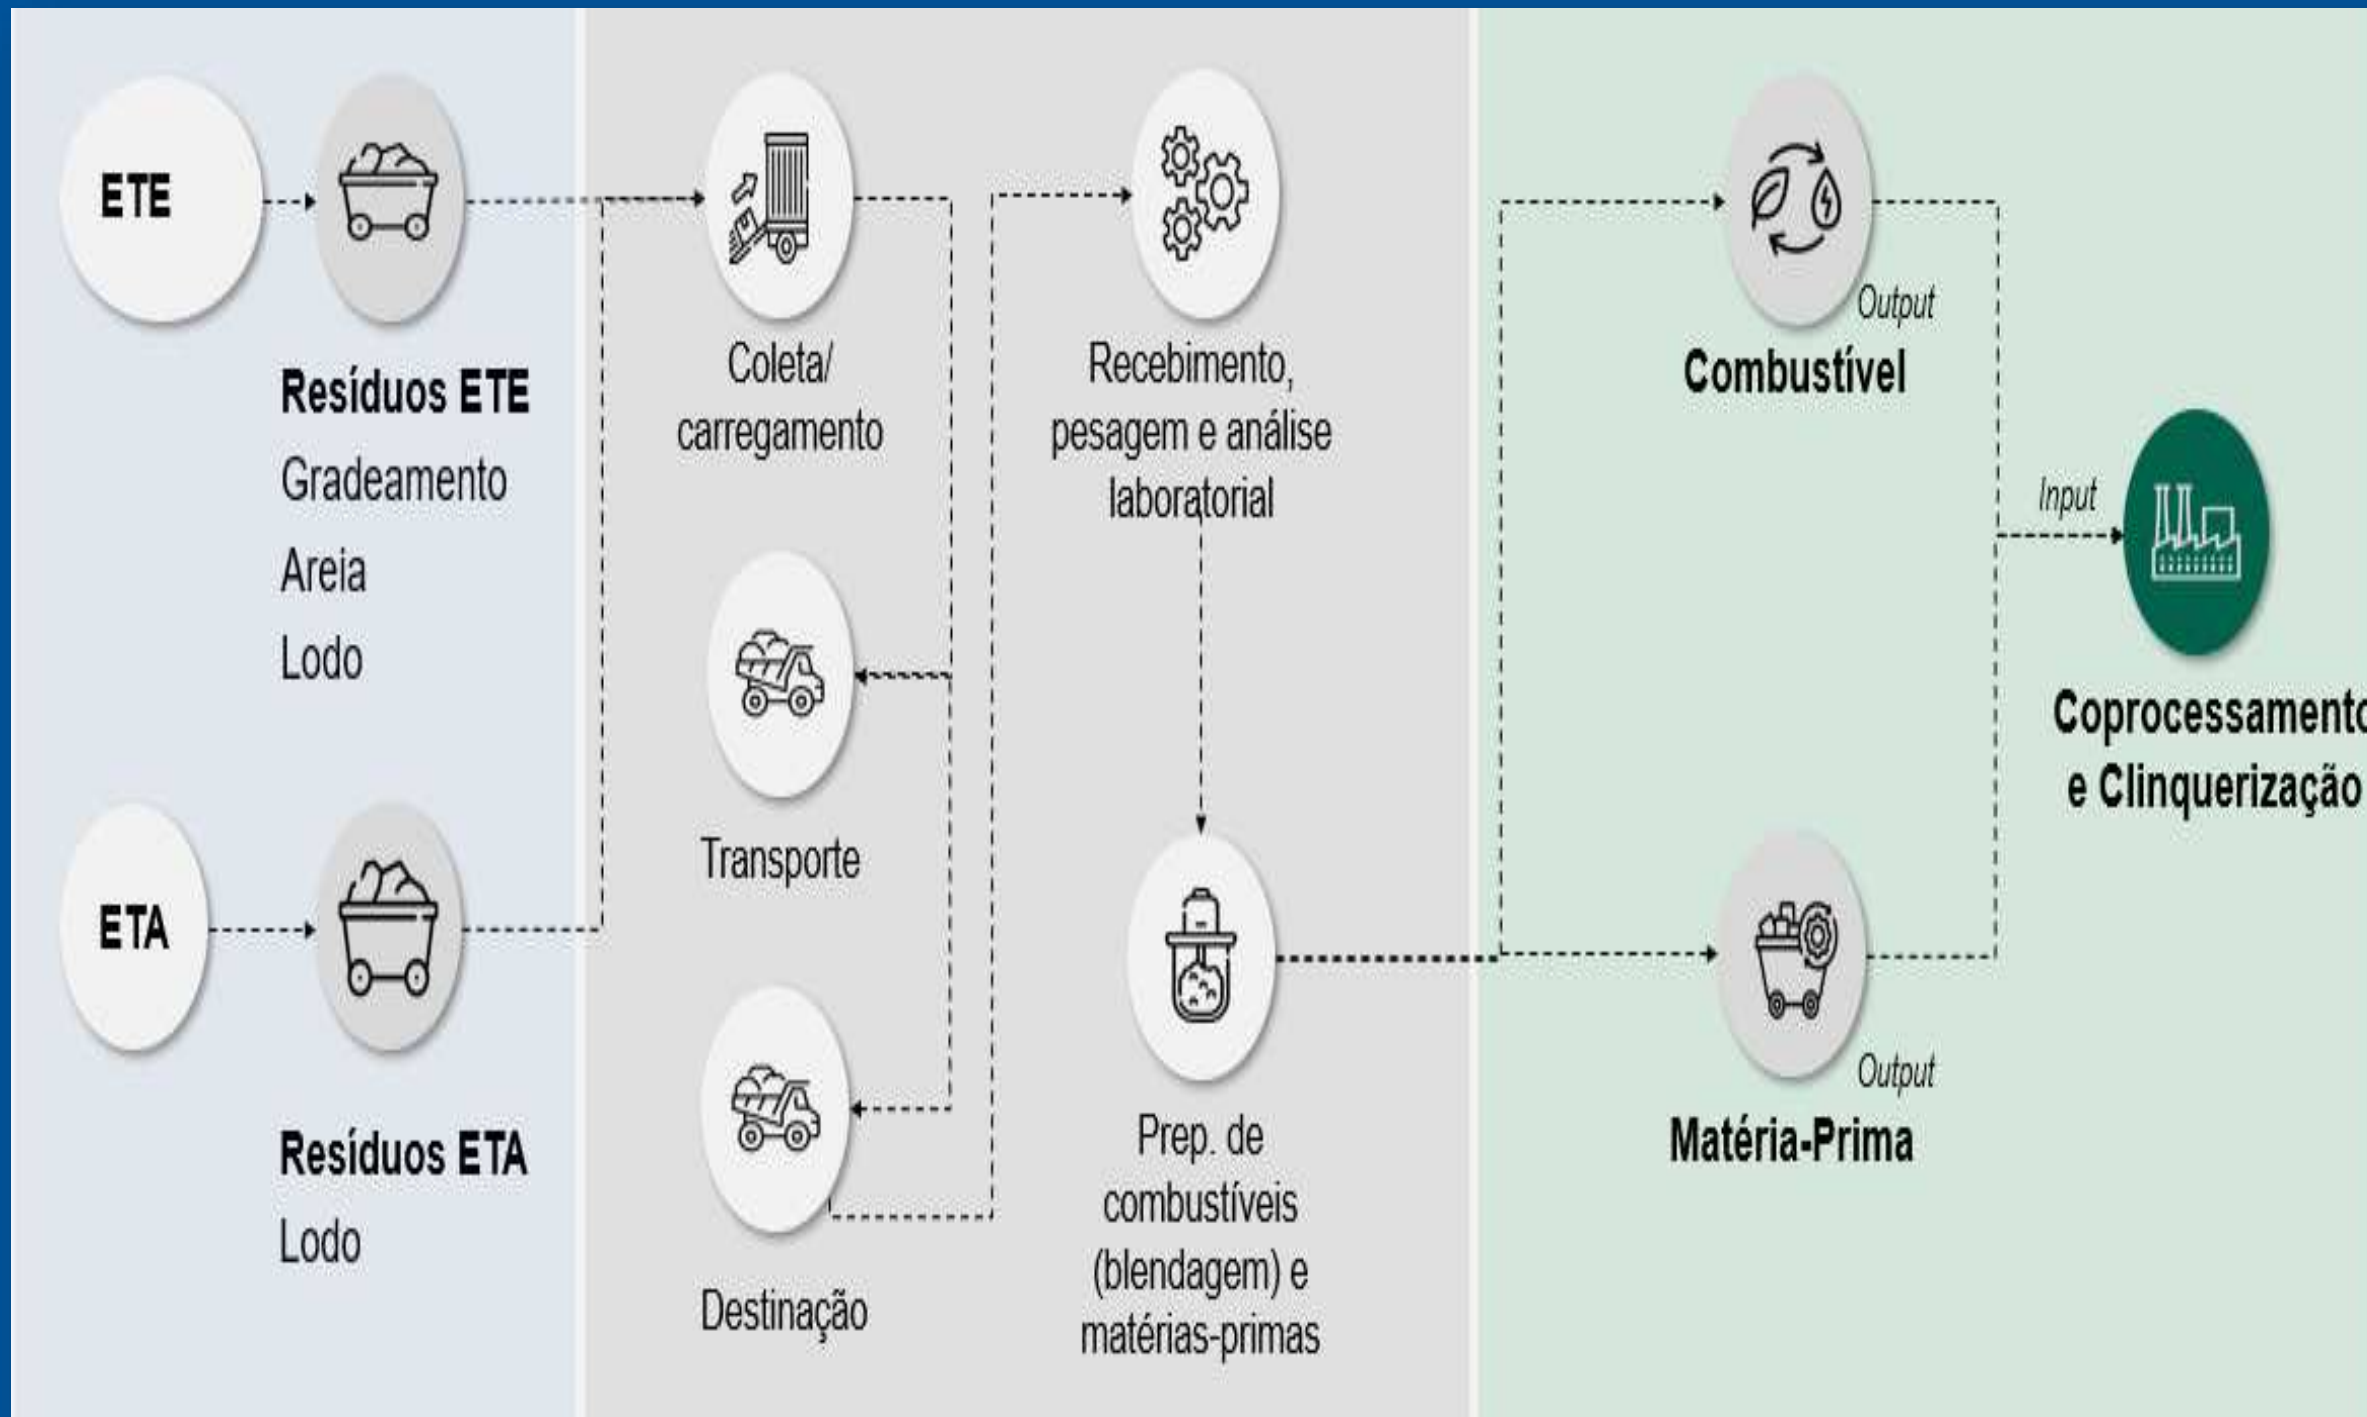 ETE
Resíduos ETE
Gradeamento
Areia
Lodo
ETA
Resíduos ETA
Lodo
Coleta/
carregamento
Transporte
Destinação
Recebimento,
pesagem e análise
laboratorial
Prep. de
combustíveis
(blendagem) e
matérias-primas
Output
Combustível
Output
Matéria-Prima
Input
Coprocessamento
e Clinquerização